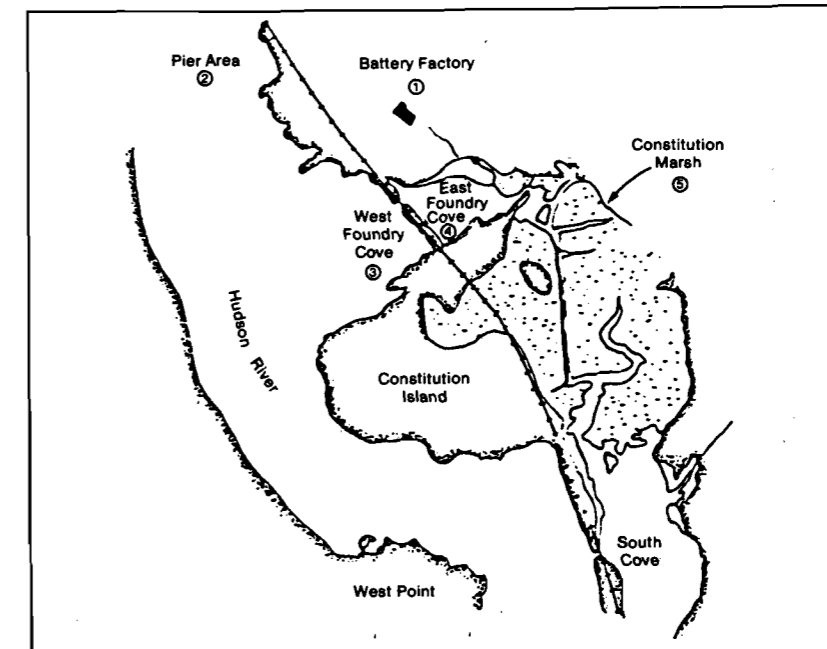 Pier Area
②
Battery Factory
①
Constitution
Marsh
⑤
East
Foundry
Cove
④
West
Foundry
Cove
③
Hudson River
Constitution
Island
South
Cove
West Point